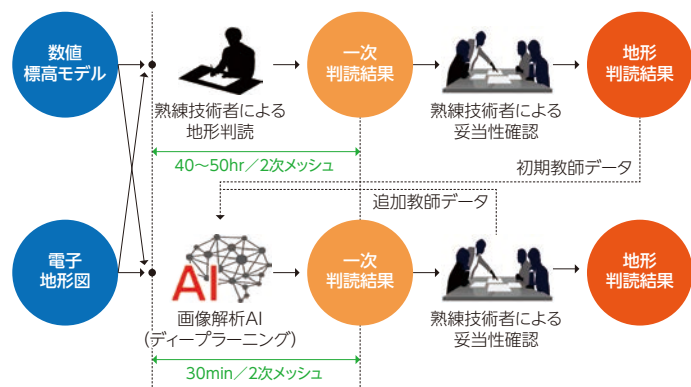 数値
標高モデル
熟練技術者による
地形判読
一次
判読結果
熟練技術者による
妥当性確認
地形
判読結果
40～50hr／2次メッシュ
初期教師データ
追加教師データ
電子
地形図
AI
画像解析AI
(ディープラーニング)
一次
判読結果
熟練技術者による
妥当性確認
地形
判読結果
30min／2次メッシュ